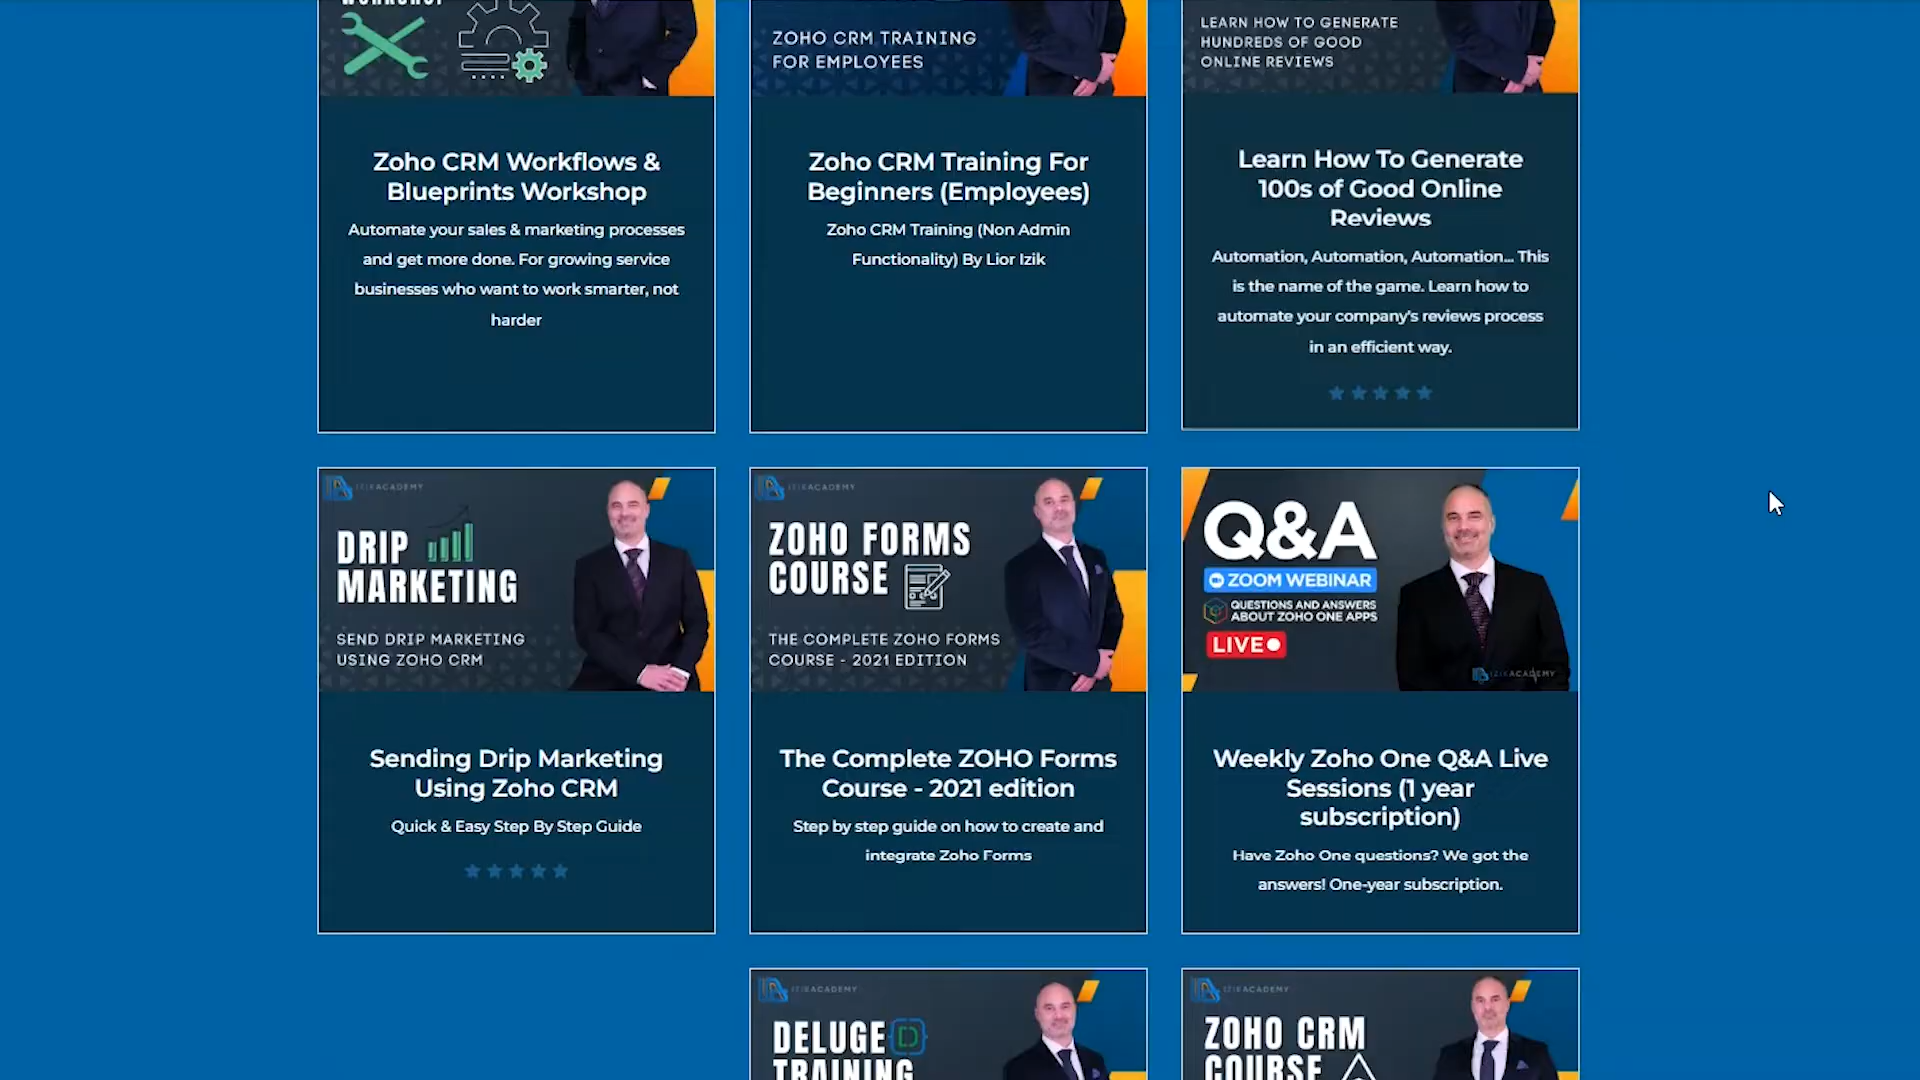 ZOHO CRM TRAINING
FOR EMPLOYEES
LEARN HOW TO GENERATE
HUNDREDS OF GOOD
ONLINE REVIEWS
Zoho CRM Workflows &
Blueprints Workshop
Automate your sales & marketing processes
and get more done. For growing service
businesses who want to work smarter, not
harder
Zoho CRM Training For
Beginners (Employees)
Zoho CRM Training (Non Admin
Functionality) By Lior Izik
Learn How To Generate
100s of Good Online
Reviews
Automation, Automation, Automation... This
is the name of the game. Learn how to
automate your company's reviews process
in an efficient way.
IZIKACADEMY
DRIP
MARKETING
SEND DRIP MARKETING
USING ZOHO CRM
Sending Drip Marketing
Using Zoho CRM
Quick & Easy Step By Step Guide
IZIKACADEMY
ZOHO FORMS
COURSE
THE COMPLETE ZOHO FORMS
COURSE - 2021 EDITION
The Complete ZOHO Forms
Course - 2021 edition
Step by step guide on how to create and
integrate Zoho Forms
Q&A
ZOOM WEBINAR
QUESTIONS AND ANSWERS
ABOUT ZOHO ONE APPS
LIVE
IZIKACADEMY
Weekly Zoho One Q&A Live
Sessions (1 year
subscription)
Have Zoho One questions? We got the
answers! One-year subscription.
IZIKACADEMY
DELUGE
TRAINING
IZIKACADEMY
ZOHO CRM
COURSE